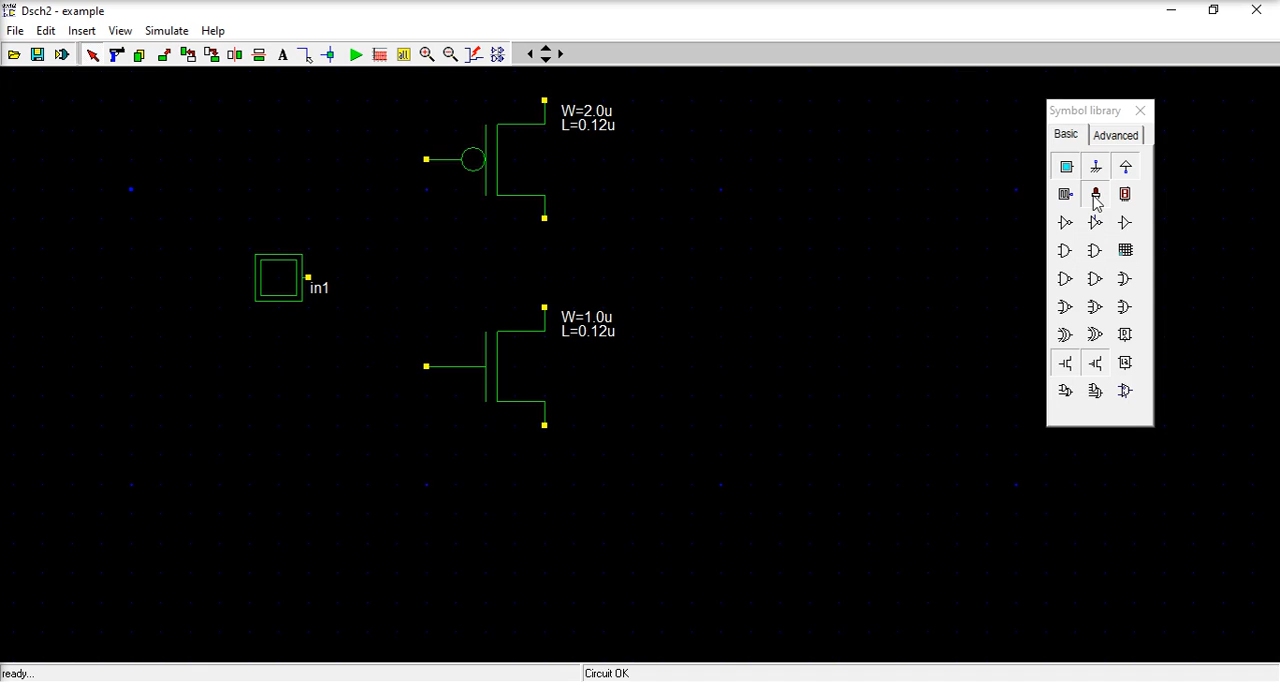 Dsch2 - example
File Edit Insert View Simulate Help
A
all
W=2.0u
L=0.12u
Symbol library
Basic Advanced
in1
W=1.0u
L=0.12u
ready...
Circuit OK